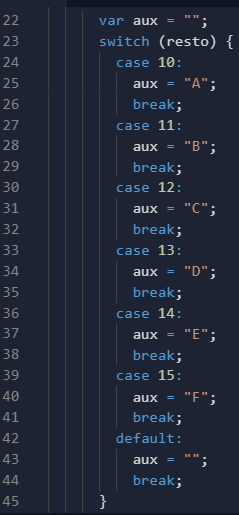 22 var aux = "";
23 switch (resto) {
24 case 10:
25 aux = "A";
26 break;
27 case 11:
28 aux = "B";
29 break;
30 case 12:
31 aux = "C";
32 break;
33 case 13:
34 aux = "D";
35 break;
36 case 14:
37 aux = "E";
38 break;
39 case 15:
40 aux = "F";
41 break;
42 default:
43 aux = "";
44 break;
45 }